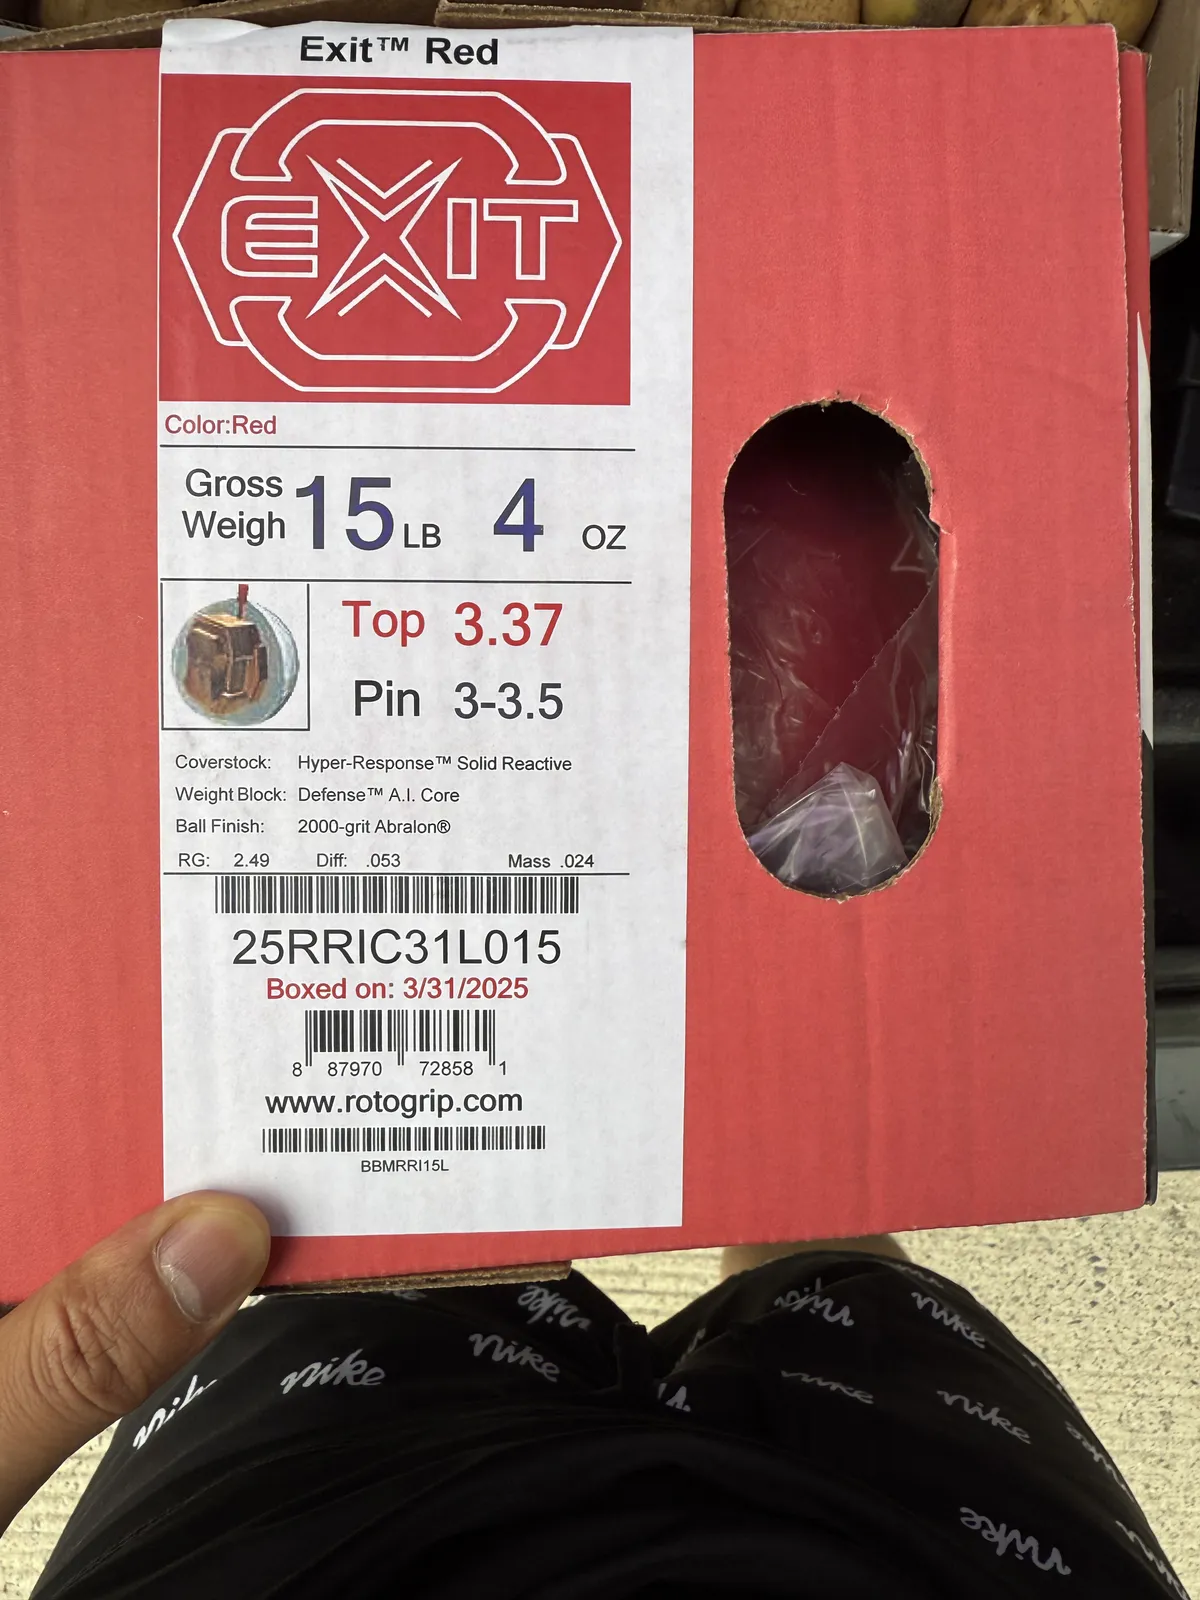 Exit™ Red
EXIT
Color:Red
Gross Weigh 15 LB 4 OZ
Top 3.37
Pin 3-3.5
Coverstock: Hyper-Response™ Solid Reactive
Weight Block: Defense™ A.I. Core
Ball Finish: 2000-grit Abralon®
RG: 2.49 Diff: .053 Mass .024
25RRIC31L015
Boxed on: 3/31/2025
8 87970 72858 1
www.rotogrip.com
BBMRRI15L
nike
nike
nike
nike
nike
nike
nike
nike
nike